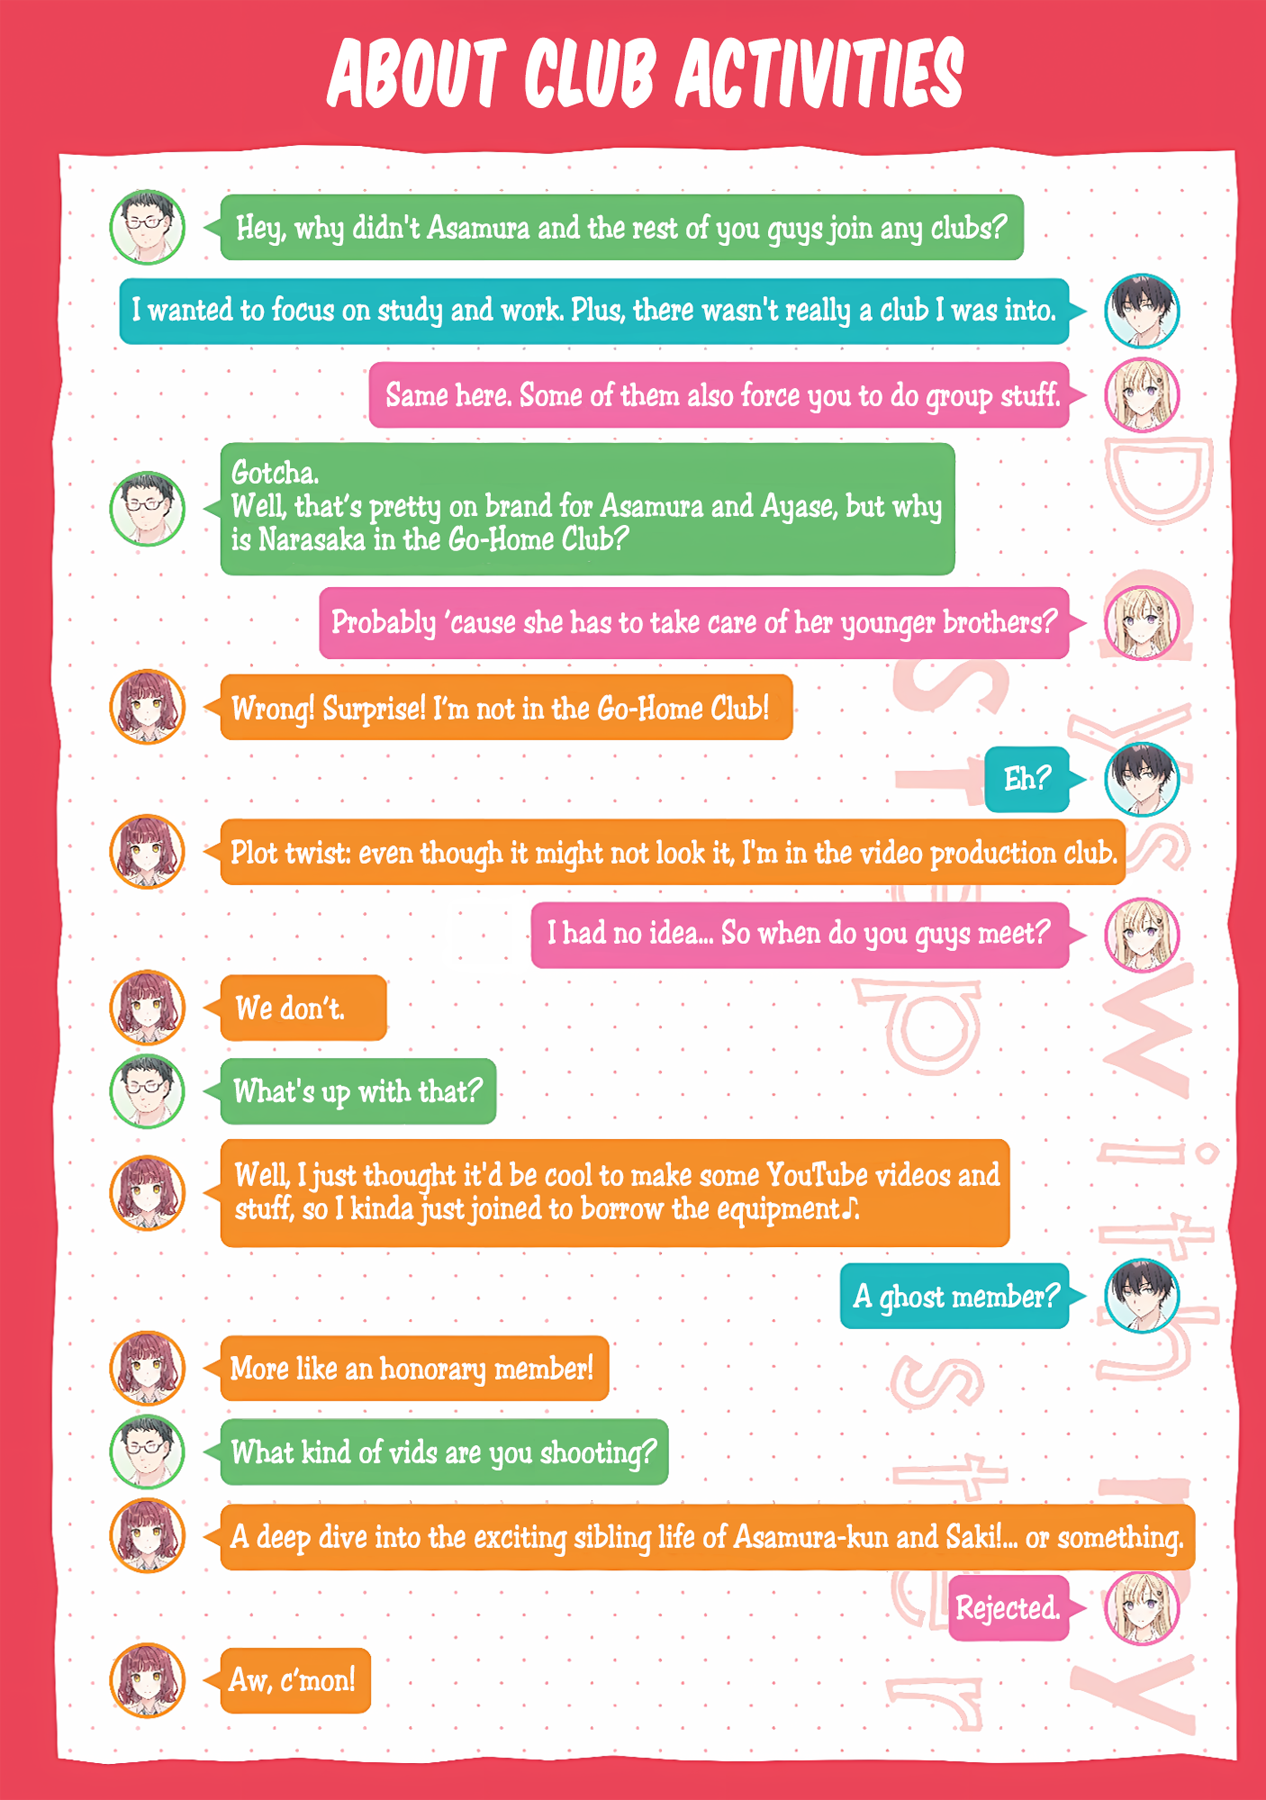 ABOUT CLUB ACTIVITIES
Hey, why didn't Asamura and the rest of you guys join any clubs?
I wanted to focus on study and work. Plus, there wasn't really a club I was into.
Same here. Some of them also force you to do group stuff.
Gotcha.
Well, that's pretty on brand for Asamura and Ayase, but why
is Narasaka in the Go-Home Club?
Probably 'cause she has to take care of her younger brothers?
Wrong! Surprise! I'm not in the Go-Home Club!
Eh?
Plot twist: even though it might not look it, I'm in the video production club.
I had no idea... So when do you guys meet?
We don't.
What's up with that?
Well, I just thought it'd be cool to make some YouTube videos and
stuff, so I kinda just joined to borrow the equipment♪.
A ghost member?
More like an honorary member!
What kind of vids are you shooting?
A deep dive into the exciting sibling life of Asamura-kun and Saki!... or something.
Rejected.
Aw, c'mon!
Days with my
Step